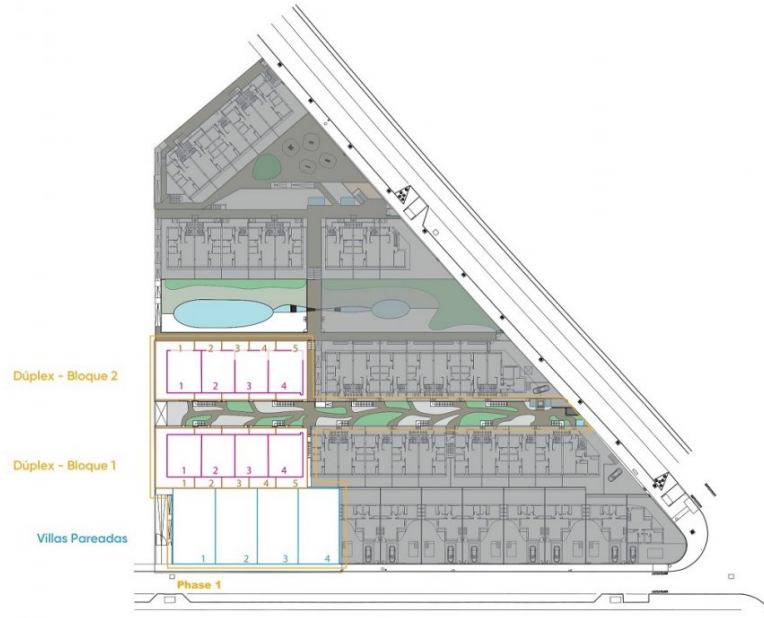 1 2 3 4 5
Dúplex - Bloque 2
1 2 3 4
Dúplex - Bloque 1
1 2 3 4
1 2 3 4 5
Villas Pareadas
1 2 3 4
Phase 1